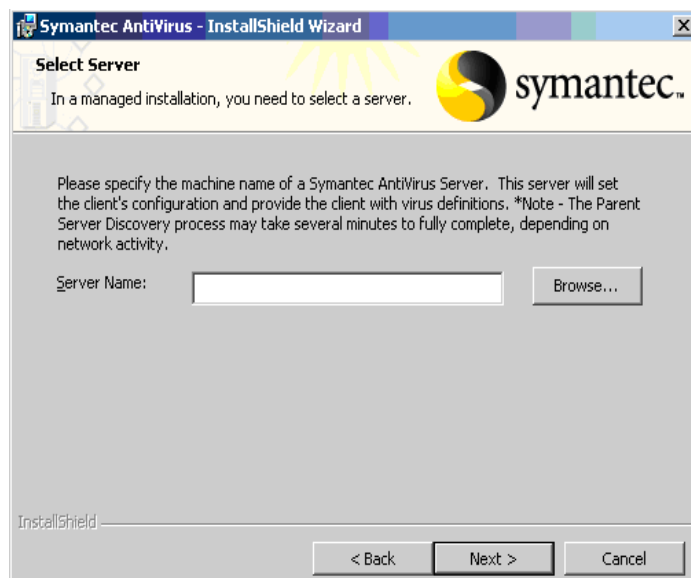 Symantec AntiVirus - InstallShield Wizard
Select Server
In a managed installation, you need to select a server.
symantec™
Please specify the machine name of a Symantec AntiVirus Server. This server will set
the client's configuration and provide the client with virus definitions. *Note - The Parent
Server Discovery process may take several minutes to fully complete, depending on
network activity.
Server Name:
Browse...
InstallShield
< Back
Next >
Cancel